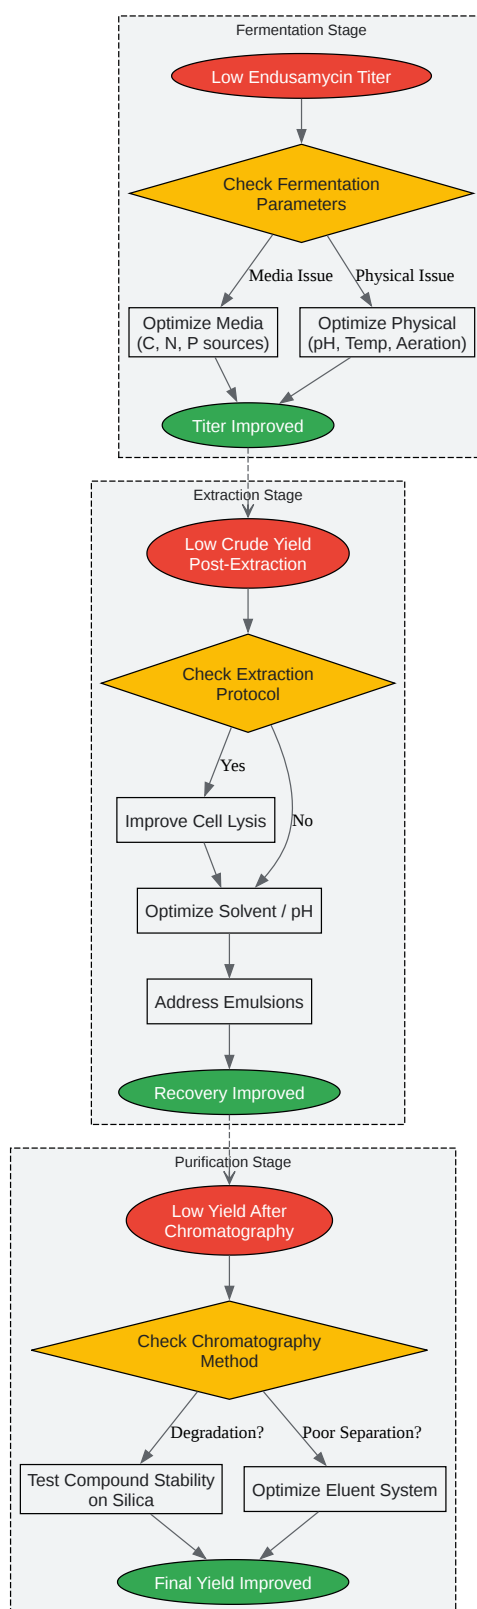 Fermentation Stage
Low Endusamycin Titer
Check Fermentation
Parameters
Media Issue
Physical Issue
Optimize Media
(C, N, P sources)
Optimize Physical
(pH, Temp, Aeration)
Titer Improved
Extraction Stage
Low Crude Yield
Post-Extraction
Check Extraction
Protocol
Yes
Improve Cell Lysis
No
Optimize Solvent / pH
Address Emulsions
Recovery Improved
Purification Stage
Low Yield After
Chromatography
Check Chromatography
Method
Degradation?
Poor Separation?
Test Compound Stability
on Silica
Optimize Eluent System
Final Yield Improved